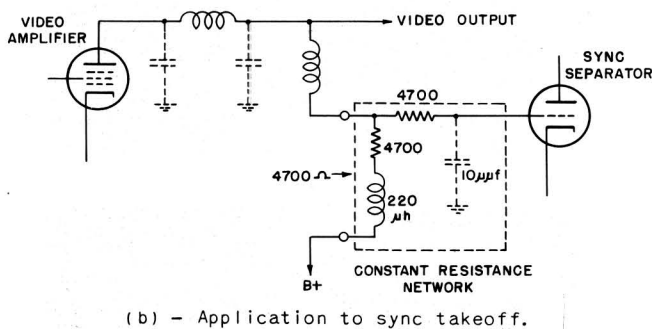 VIDEO
AMPLIFIER
VIDEO OUTPUT
SYNC
SEPARATOR
4700
4700
4700 Ω
10µµf
220
µh
B+
CONSTANT RESISTANCE
NETWORK
(b) - Application to sync takeoff.